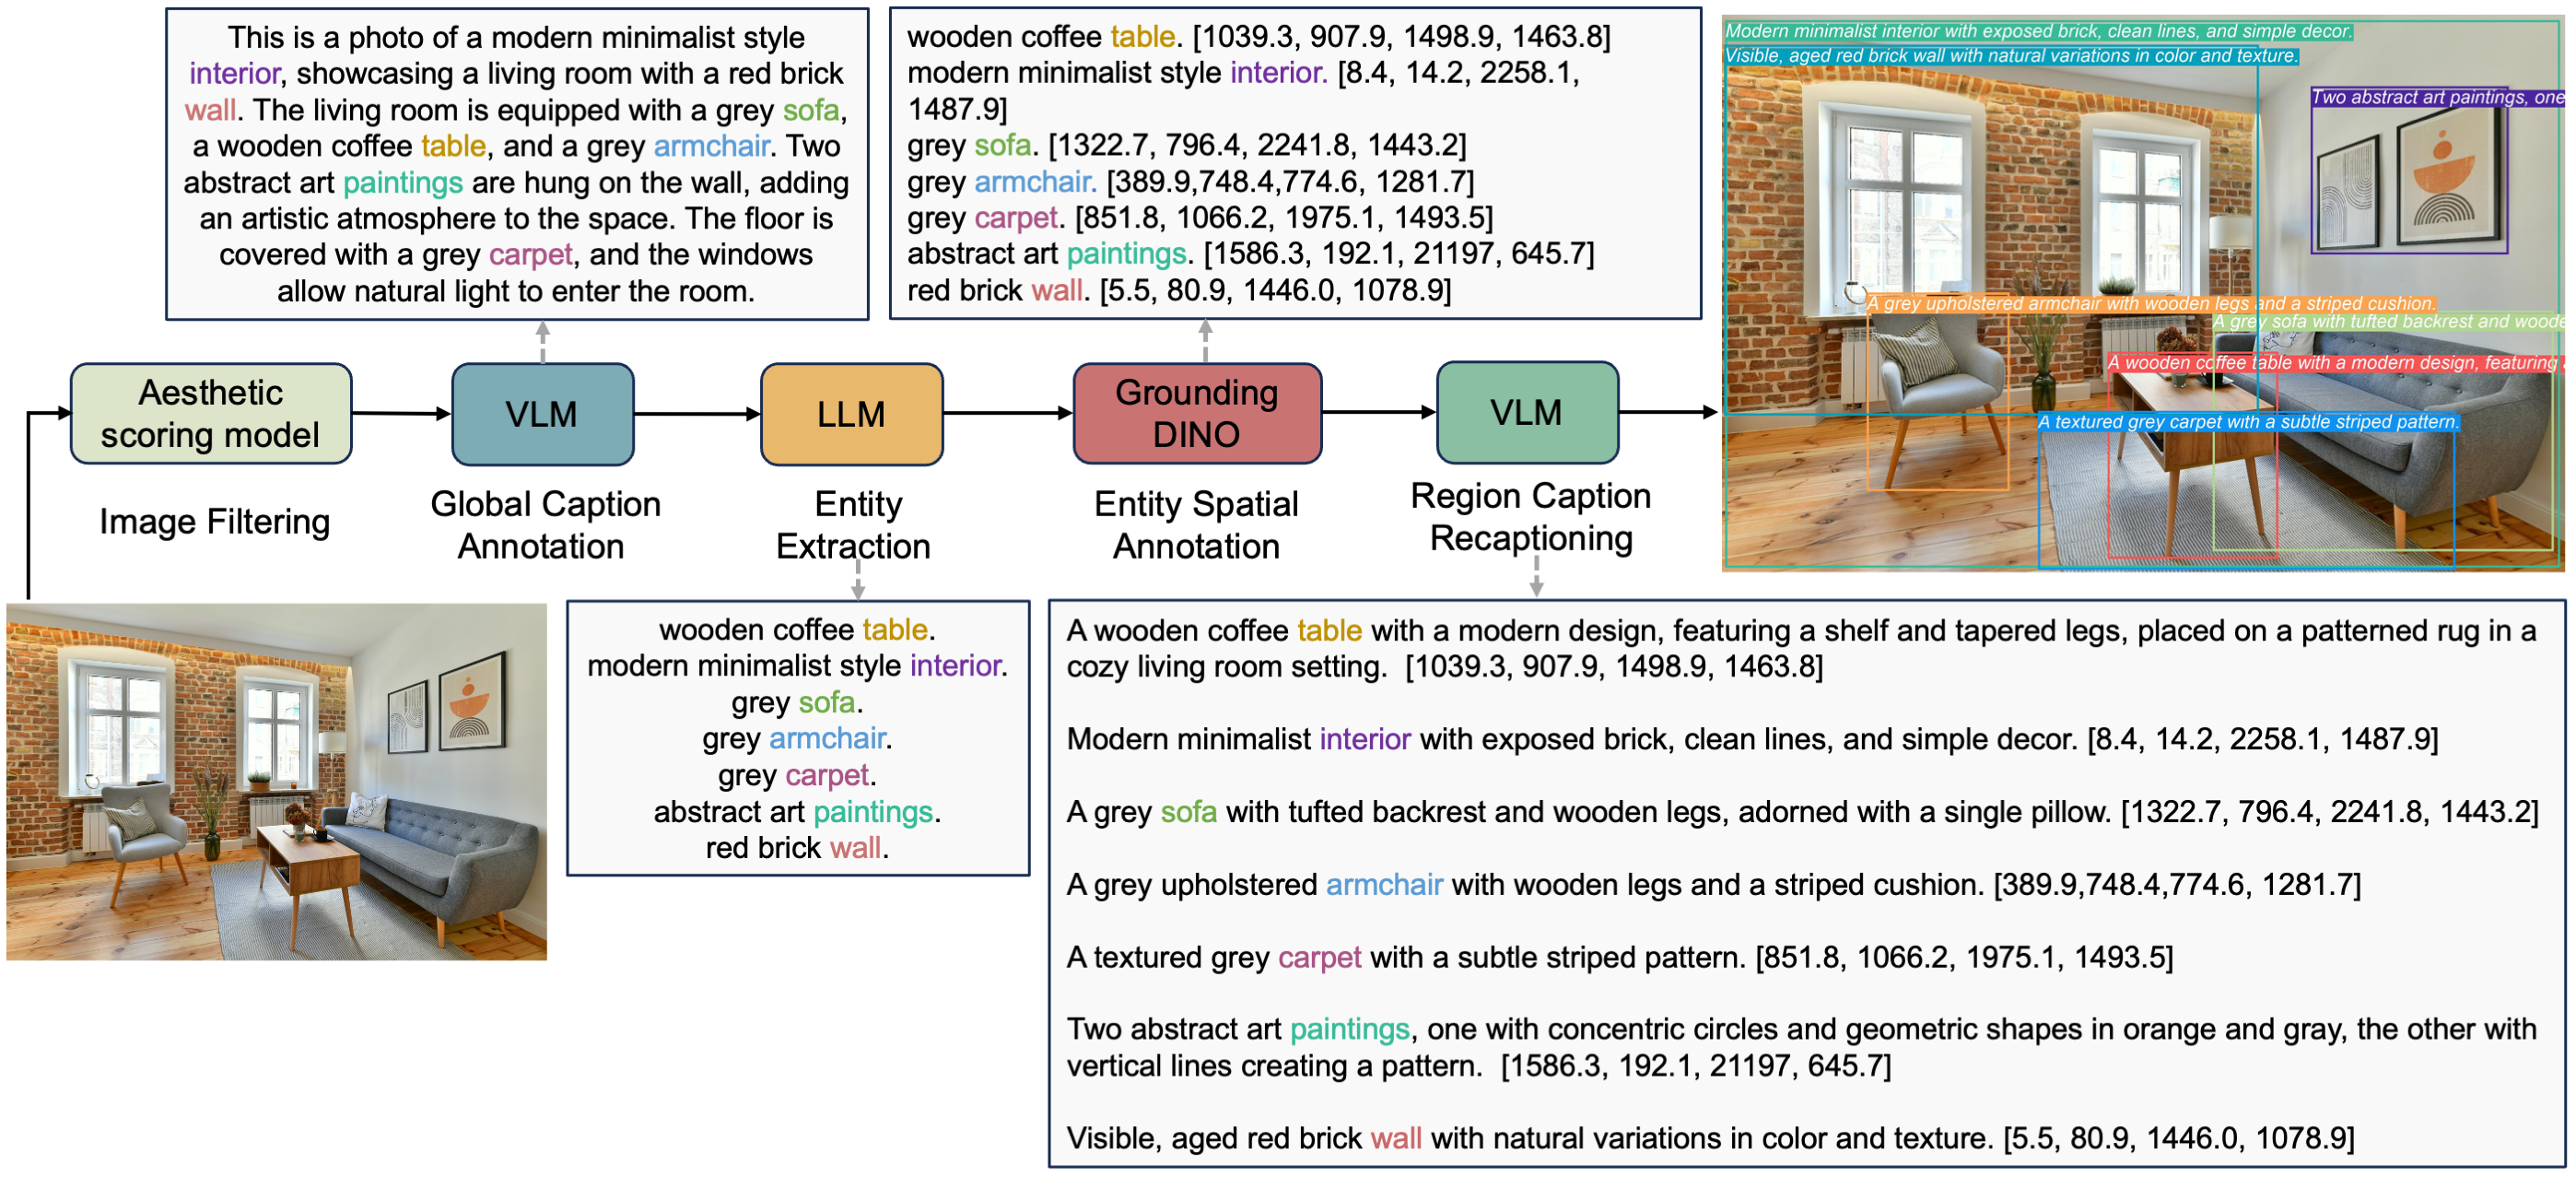 This is a photo of a modern minimalist style
interior, showcasing a living room with a red brick
wall. The living room is equipped with a grey sofa,
a wooden coffee table, and a grey armchair. Two
abstract art paintings are hung on the wall, adding
an artistic atmosphere to the space. The floor is
covered with a grey carpet, and the windows
allow natural light to enter the room.
wooden coffee table. [1039.3, 907.9, 1498.9, 1463.8]
modern minimalist style interior. [8.4, 14.2, 2258.1,
1487.9]
grey sofa. [1322.7, 796.4, 2241.8, 1443.2]
grey armchair. [389.9,748.4,774.6, 1281.7]
grey carpet. [851.8, 1066.2, 1975.1, 1493.5]
abstract art paintings. [1586.3, 192.1, 21197, 645.7]
red brick wall. [5.5, 80.9, 1446.0, 1078.9]
Modern minimalist interior with exposed brick, clean lines, and simple decor.
Visible, aged red brick wall with natural variations in color and texture.
Two abstract art paintings, one
A grey upholstered armchair with wooden legs and a striped cushion.
A grey sofa with tufted backrest and woode
A wooden coffee table with a modern design, featuring
A textured grey carpet with a subtle striped pattern.
Aesthetic
scoring model
VLM
LLM
Grounding
DINO
VLM
Image Filtering
Global Caption
Annotation
Entity
Extraction
Entity Spatial
Annotation
Region Caption
Recaptioning
wooden coffee table.
modern minimalist style interior.
grey sofa.
grey armchair.
grey carpet.
abstract art paintings.
red brick wall.
A wooden coffee table with a modern design, featuring a shelf and tapered legs, placed on a patterned rug in a
cozy living room setting. [1039.3, 907.9, 1498.9, 1463.8]
Modern minimalist interior with exposed brick, clean lines, and simple decor. [8.4, 14.2, 2258.1, 1487.9]
A grey sofa with tufted backrest and wooden legs, adorned with a single pillow. [1322.7, 796.4, 2241.8, 1443.2]
A grey upholstered armchair with wooden legs and a striped cushion. [389.9,748.4,774.6, 1281.7]
A textured grey carpet with a subtle striped pattern. [851.8, 1066.2, 1975.1, 1493.5]
Two abstract art paintings, one with concentric circles and geometric shapes in orange and gray, the other with
vertical lines creating a pattern. [1586.3, 192.1, 21197, 645.7]
Visible, aged red brick wall with natural variations in color and texture. [5.5, 80.9, 1446.0, 1078.9]